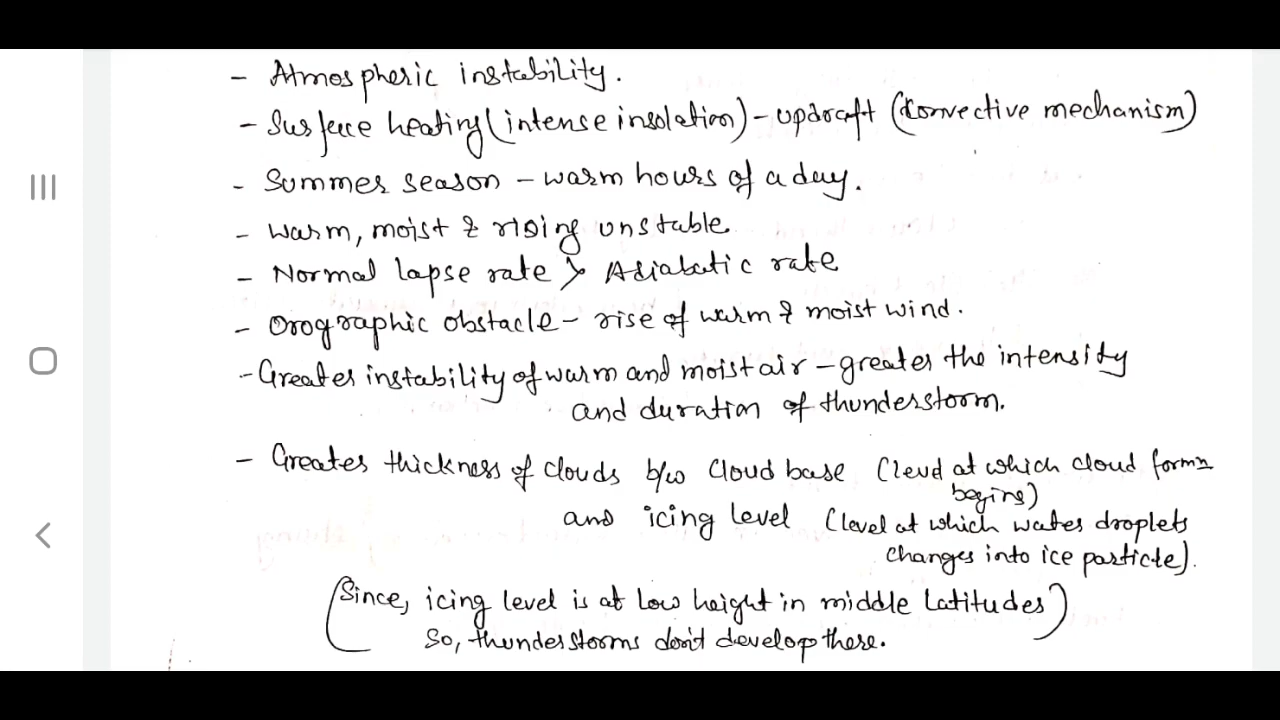 - Atmospheric instability.
- Surface heating (intense insolation) - updraft (Convective mechanism)
- Summer season - warm hours of a day.
- Warm, moist & rising unstable.
- Normal lapse rate > Adiabatic rate
- Orographic obstacle - rise of warm & moist wind.
- Greater instability of warm and moist air - greater the intensity
and duration of thunderstorm.
- Greater thickness of clouds b/w cloud base (level at which cloud formn
begins)
and icing level (level at which water droplets
changes into ice particle).
(Since, icing level is at low height in middle latitudes)
So, thunderstorms don't develop there.